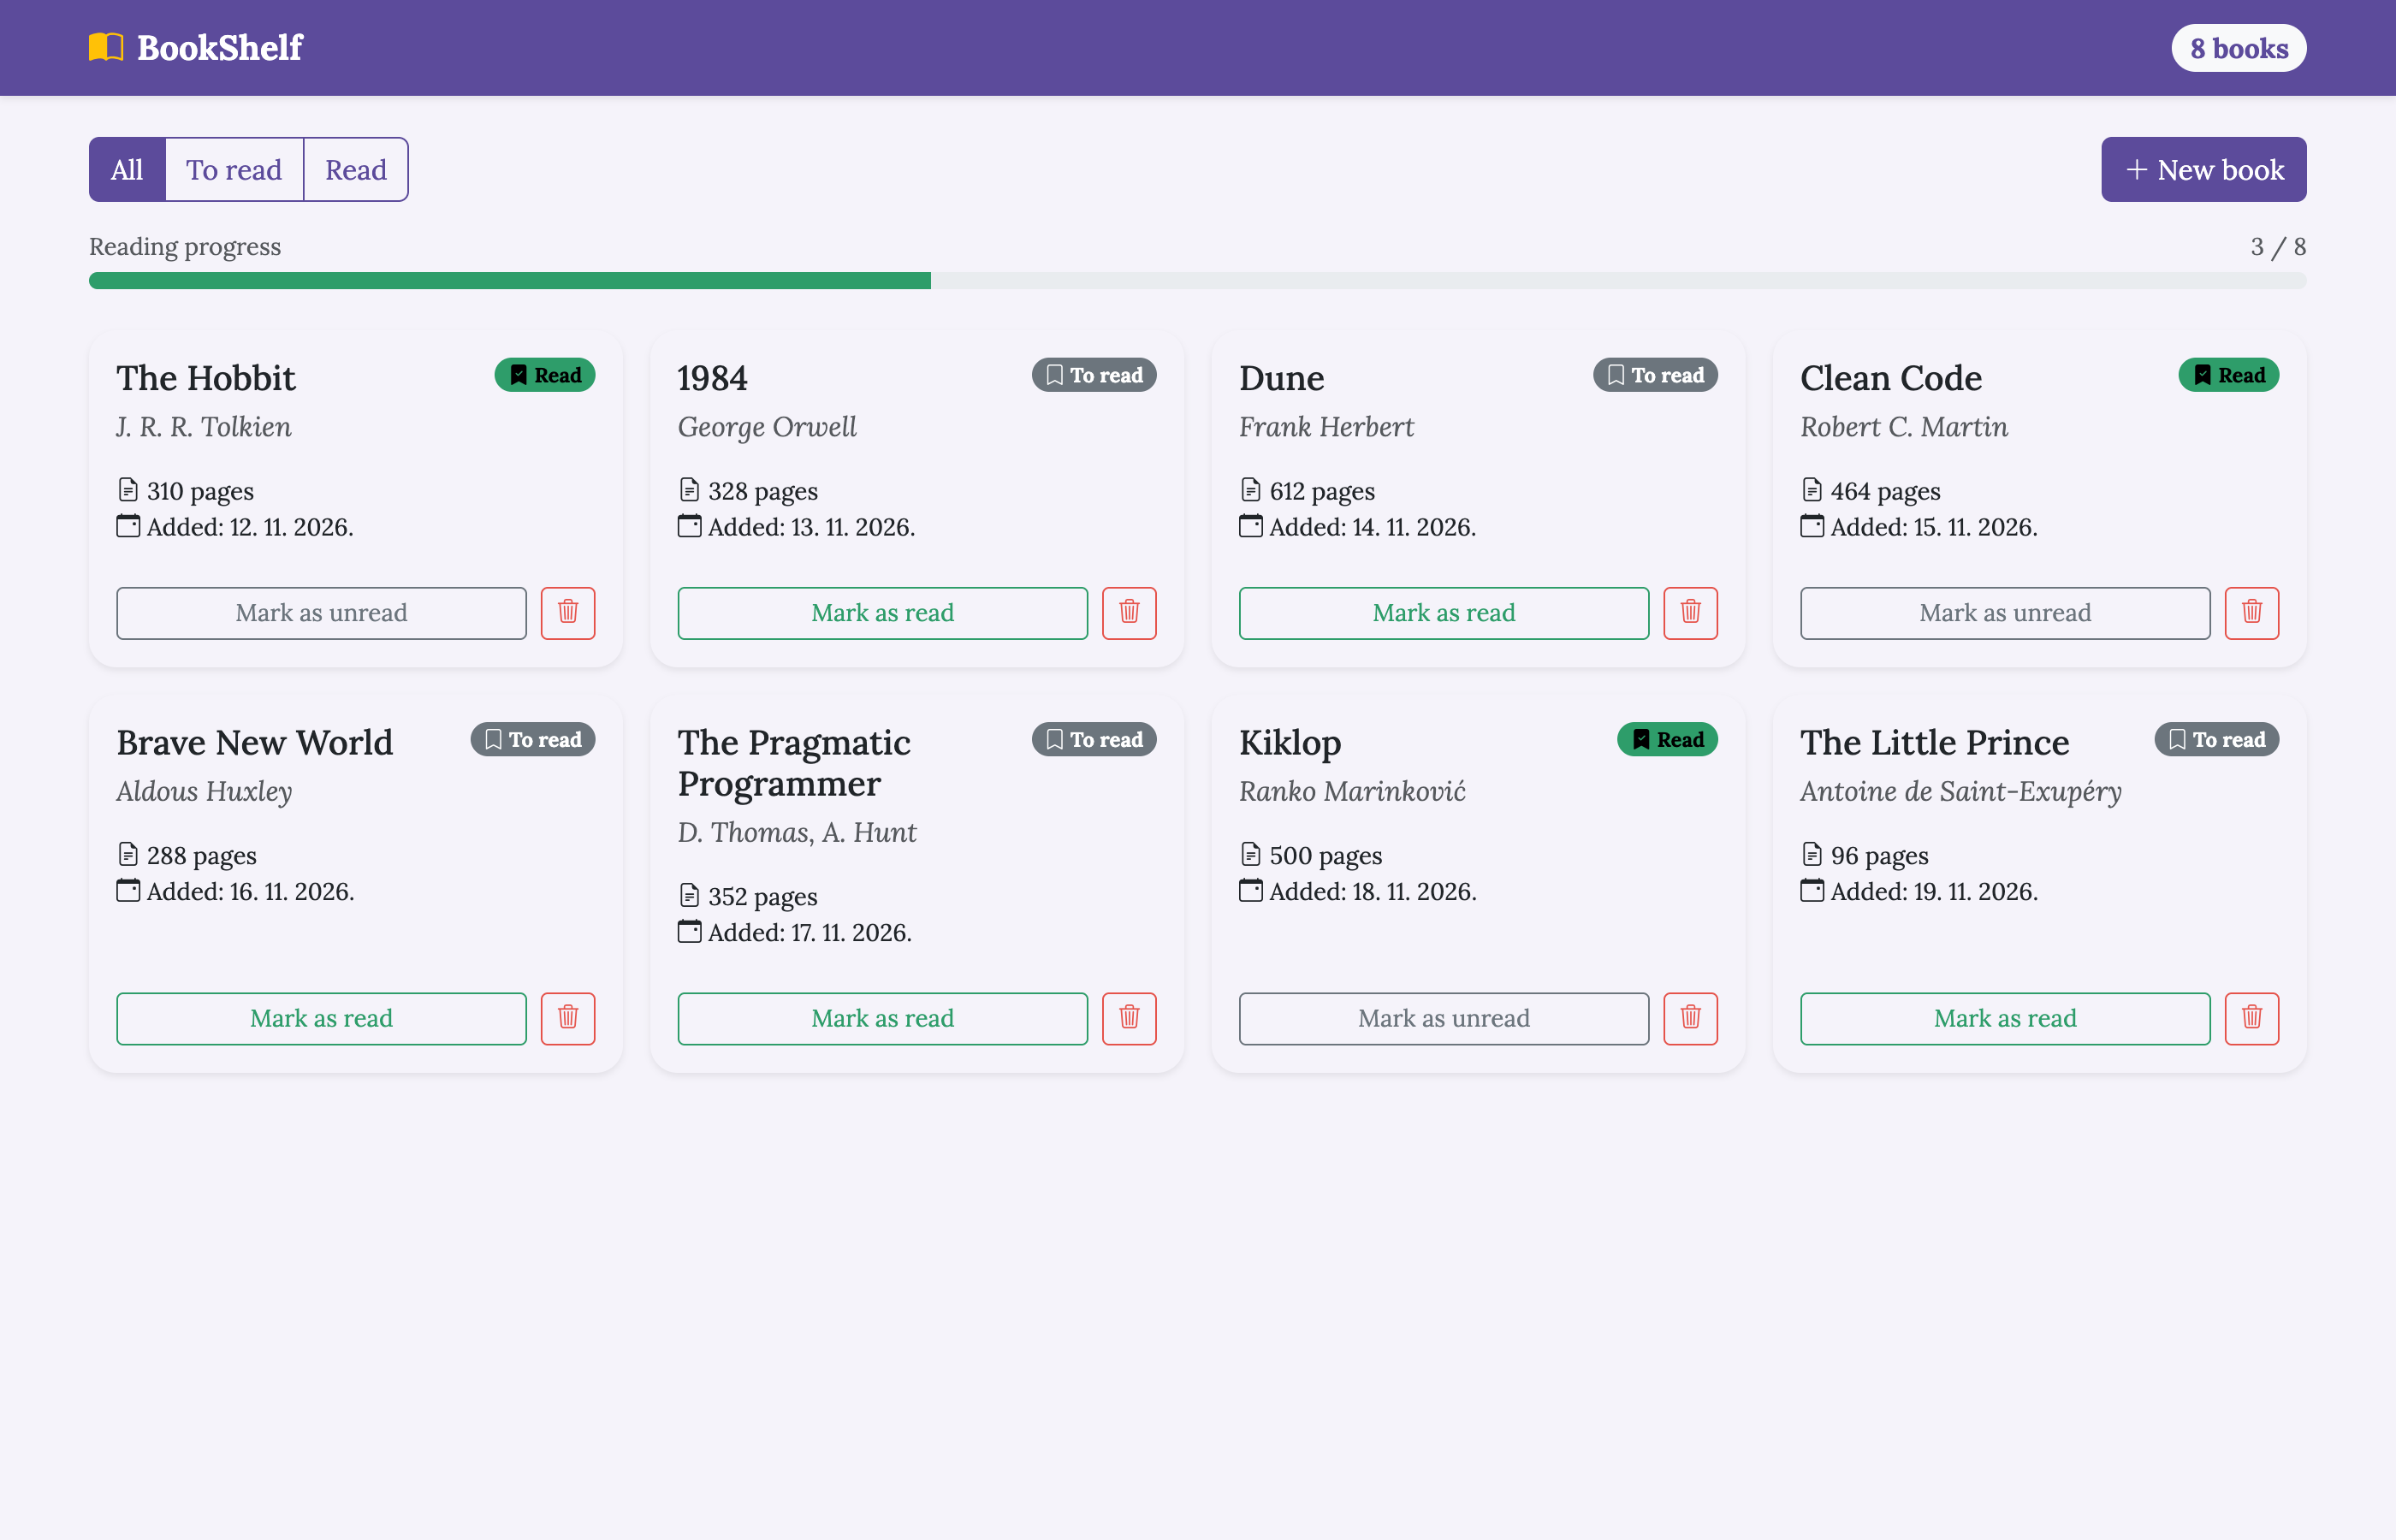 BookShelf
8 books
All
To read
Read
New book
Reading progress
3 / 8
The Hobbit
Read
J. R. R. Tolkien
310 pages
Added: 12. 11. 2026.
Mark as unread
1984
To read
George Orwell
328 pages
Added: 13. 11. 2026.
Mark as read
Dune
To read
Frank Herbert
612 pages
Added: 14. 11. 2026.
Mark as read
Clean Code
Read
Robert C. Martin
464 pages
Added: 15. 11. 2026.
Mark as unread
Brave New World
To read
Aldous Huxley
288 pages
Added: 16. 11. 2026.
Mark as read
The Pragmatic
Programmer
To read
D. Thomas, A. Hunt
352 pages
Added: 17. 11. 2026.
Mark as read
Kiklop
Read
Ranko Marinković
500 pages
Added: 18. 11. 2026.
Mark as unread
The Little Prince
To read
Antoine de Saint-Exupéry
96 pages
Added: 19. 11. 2026.
Mark as read